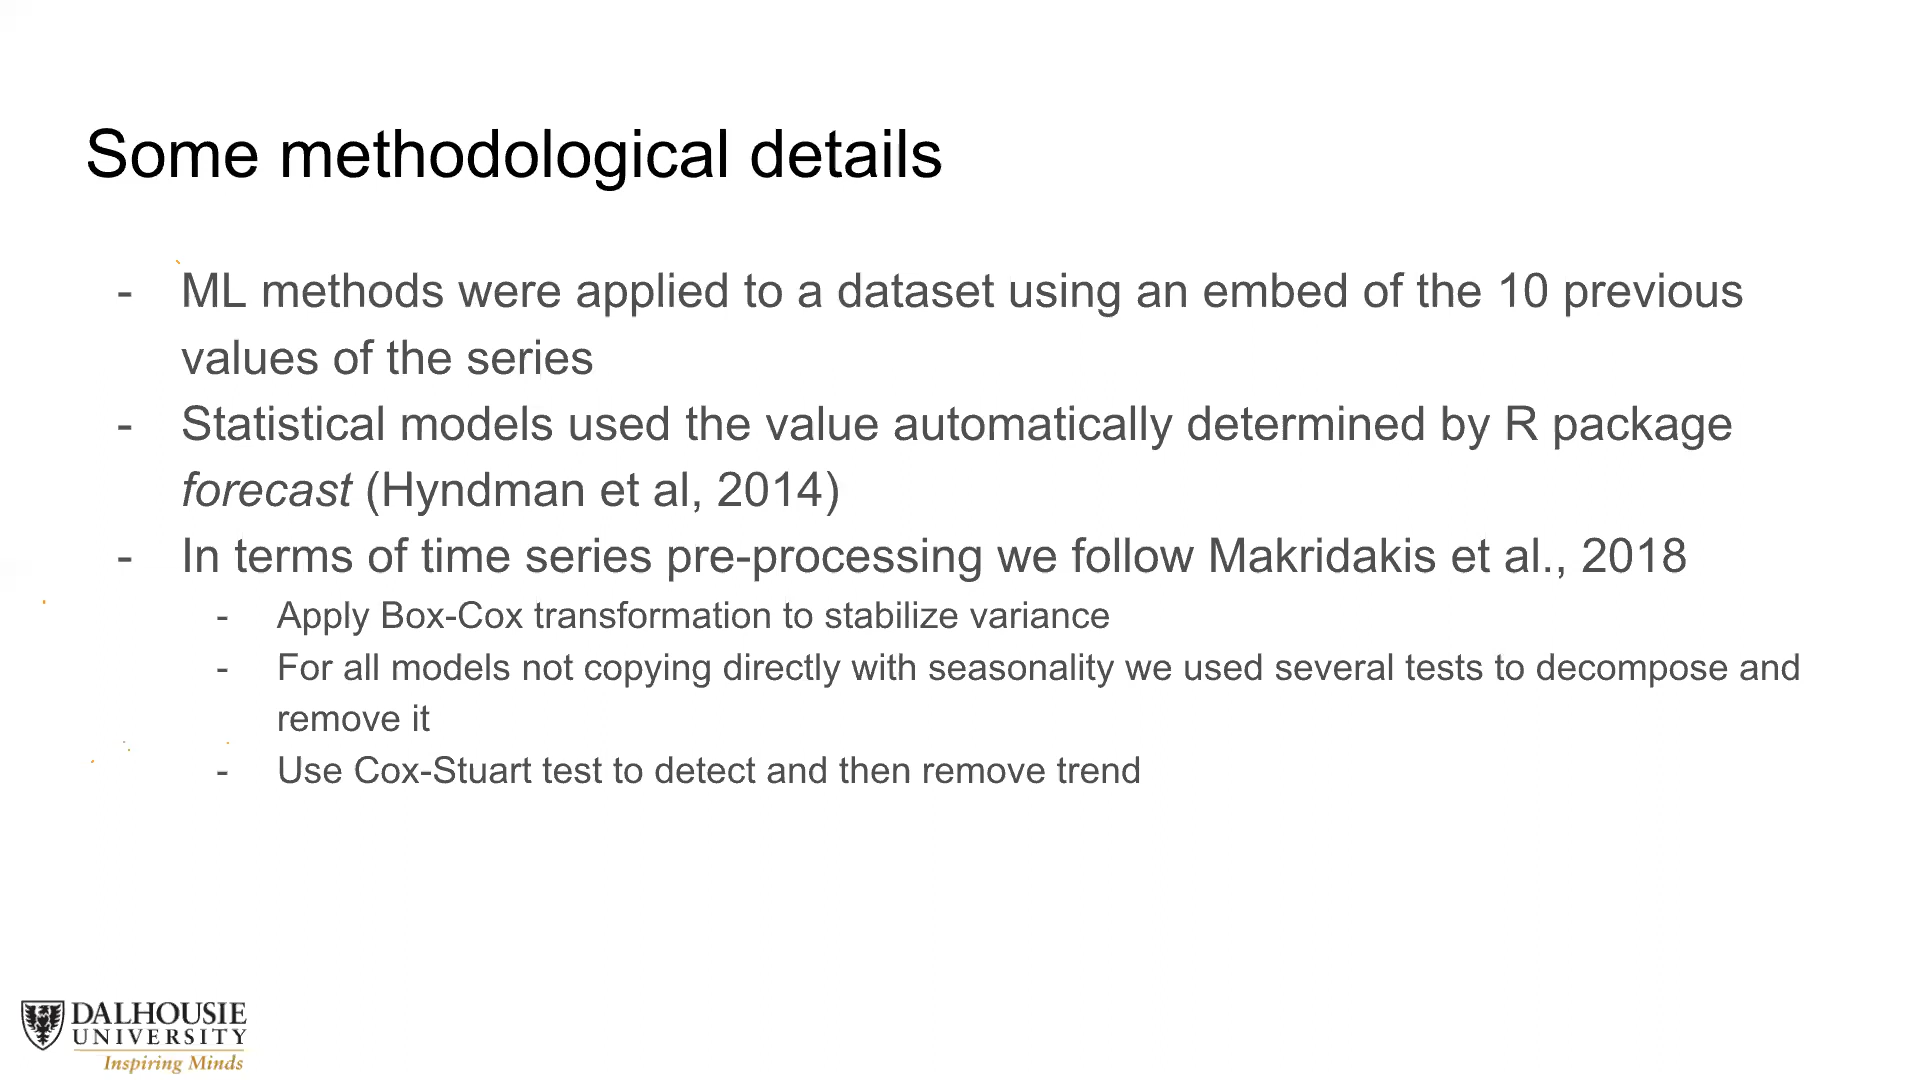 Some methodological details
- ML methods were applied to a dataset using an embed of the 10 previous
values of the series
- Statistical models used the value automatically determined by R package
forecast (Hyndman et al, 2014)
- In terms of time series pre-processing we follow Makridakis et al., 2018
- Apply Box-Cox transformation to stabilize variance
- For all models not copying directly with seasonality we used several tests to decompose and
remove it
- Use Cox-Stuart test to detect and then remove trend
DALHOUSIE
UNIVERSITY
Inspiring Minds